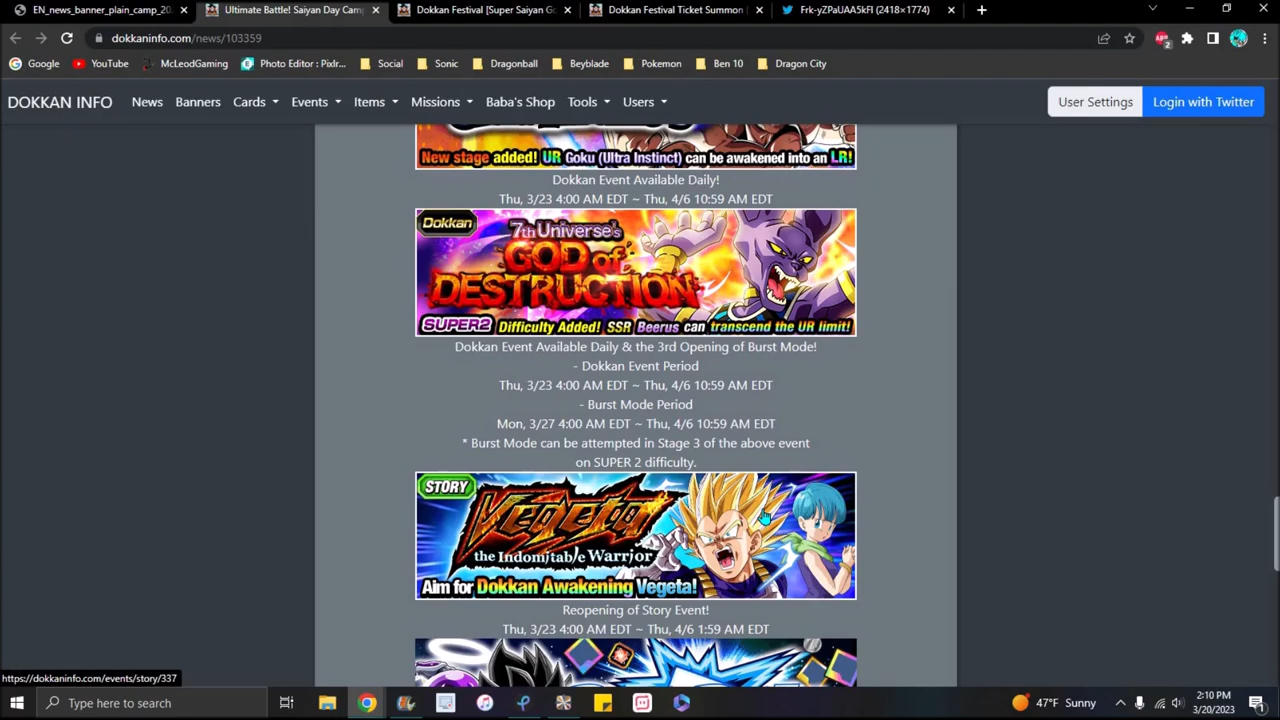 EN_news_banner_plain_camp_20
Ultimate Battle! Saiyan Day Cam
Dokkan Festival [Super Saiyan Go
Dokkan Festival Ticket Summon
Frk-yZPaUAA5kFI (2418×1774)
dokkaninfo.com/news/103359
Google YouTube McLeodGaming Photo Editor : Pixlr... Social Sonic Dragonball Beyblade Pokemon Ben 10 Dragon City
DOKKAN INFO News Banners Cards Events Items Missions Baba's Shop Tools Users User Settings Login with Twitter
New stage added! UR Goku (Ultra Instinct) can be awakened into an LR!
Dokkan Event Available Daily!
Thu, 3/23 4:00 AM EDT ~ Thu, 4/6 10:59 AM EDT
Dokkan
7th Universe's
GOD of
DESTRUCTION
SUPER2 Difficulty Added! SSR Beerus can transcend the UR limit!
Dokkan Event Available Daily & the 3rd Opening of Burst Mode!
- Dokkan Event Period
Thu, 3/23 4:00 AM EDT ~ Thu, 4/6 10:59 AM EDT
- Burst Mode Period
Mon, 3/27 4:00 AM EDT ~ Thu, 4/6 10:59 AM EDT
* Burst Mode can be attempted in Stage 3 of the above event
on SUPER 2 difficulty.
STORY
Vegeta
the Indomitable Warrior
Aim for Dokkan Awakening Vegeta!
Reopening of Story Event!
Thu, 3/23 4:00 AM EDT ~ Thu, 4/6 1:59 AM EDT
https://dokkaninfo.com/events/story/337
Type here to search
47°F Sunny
2:10 PM
3/20/2023